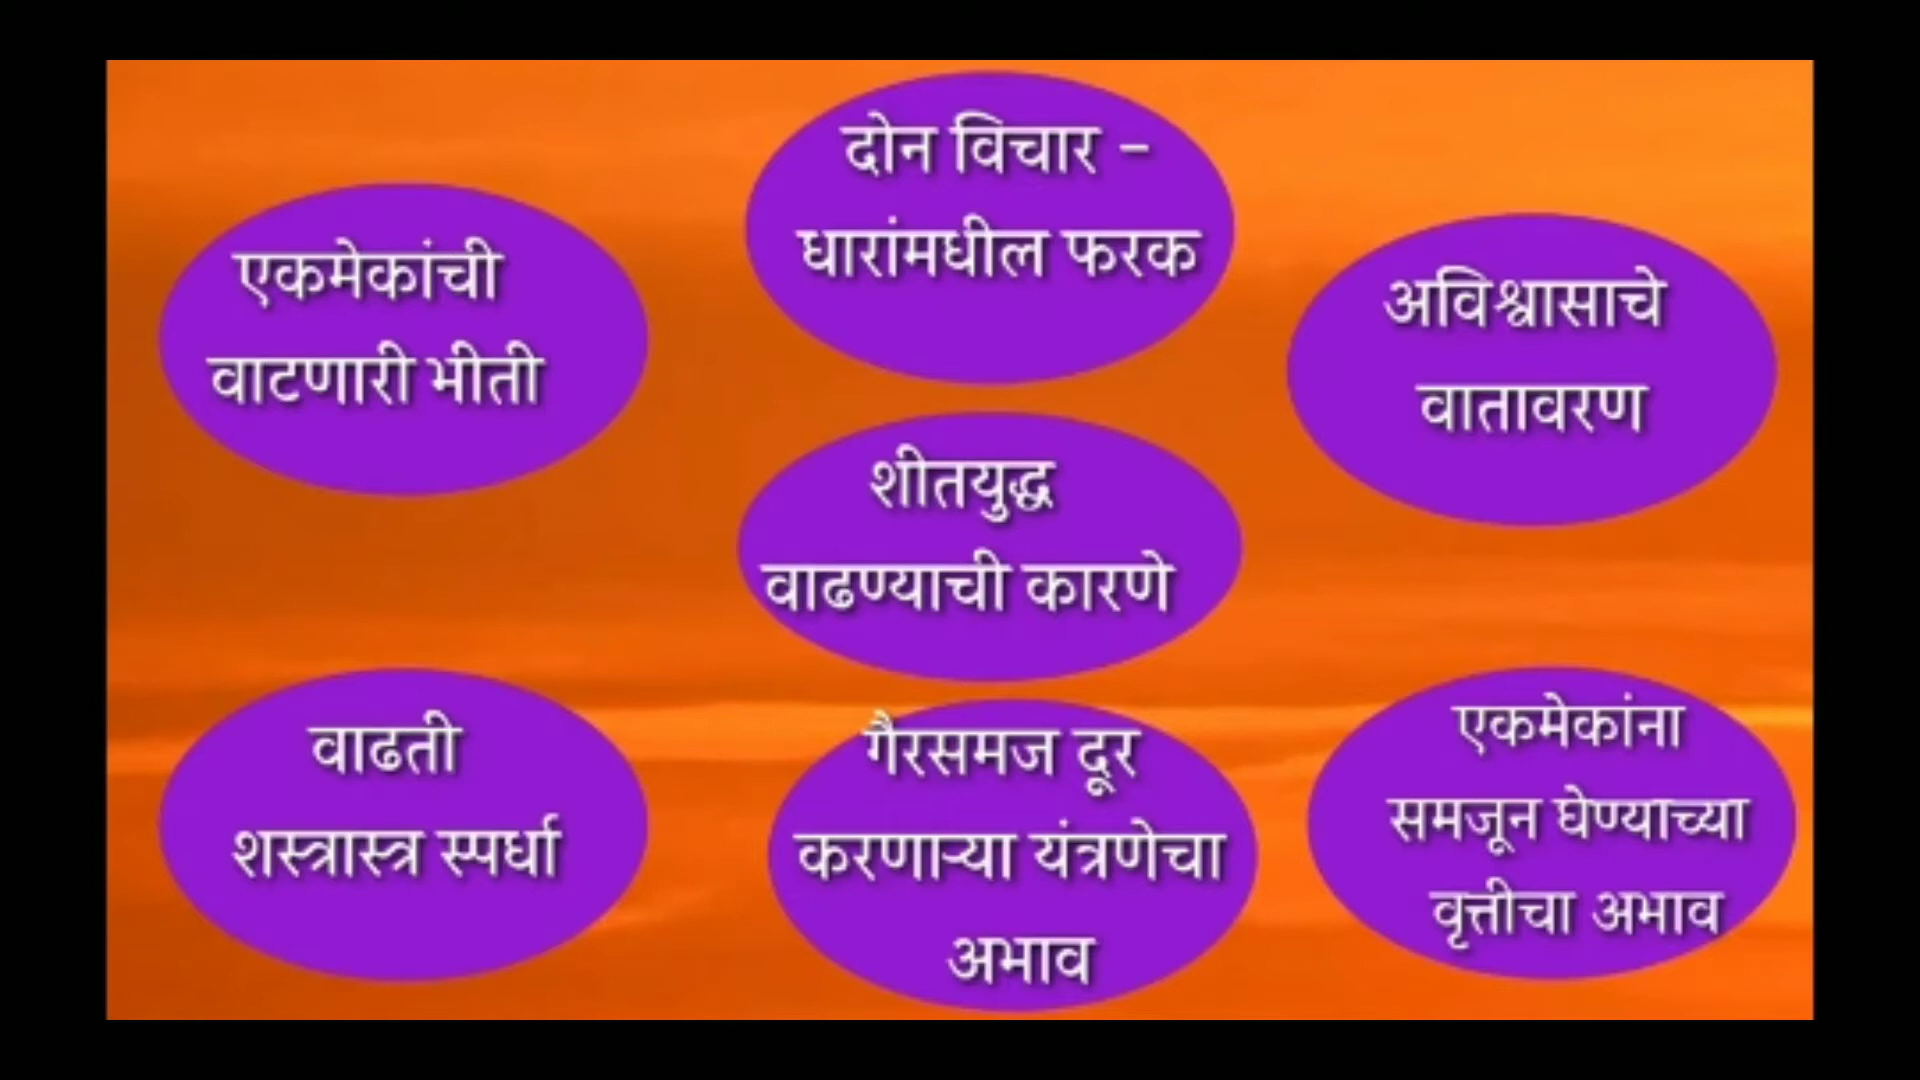 दोन विचार –
धारांमधील फरक
एकमेकांची
वाटणारी भीती
अविश्वासाचे
वातावरण
शीतयुद्ध
वाढण्याची कारणे
वाढती
शस्त्रास्त्र स्पर्धा
गैरसमज दूर
करणाऱ्या यंत्रणेचा
अभाव
एकमेकांना
समजून घेण्याच्या
वृत्तीचा अभाव